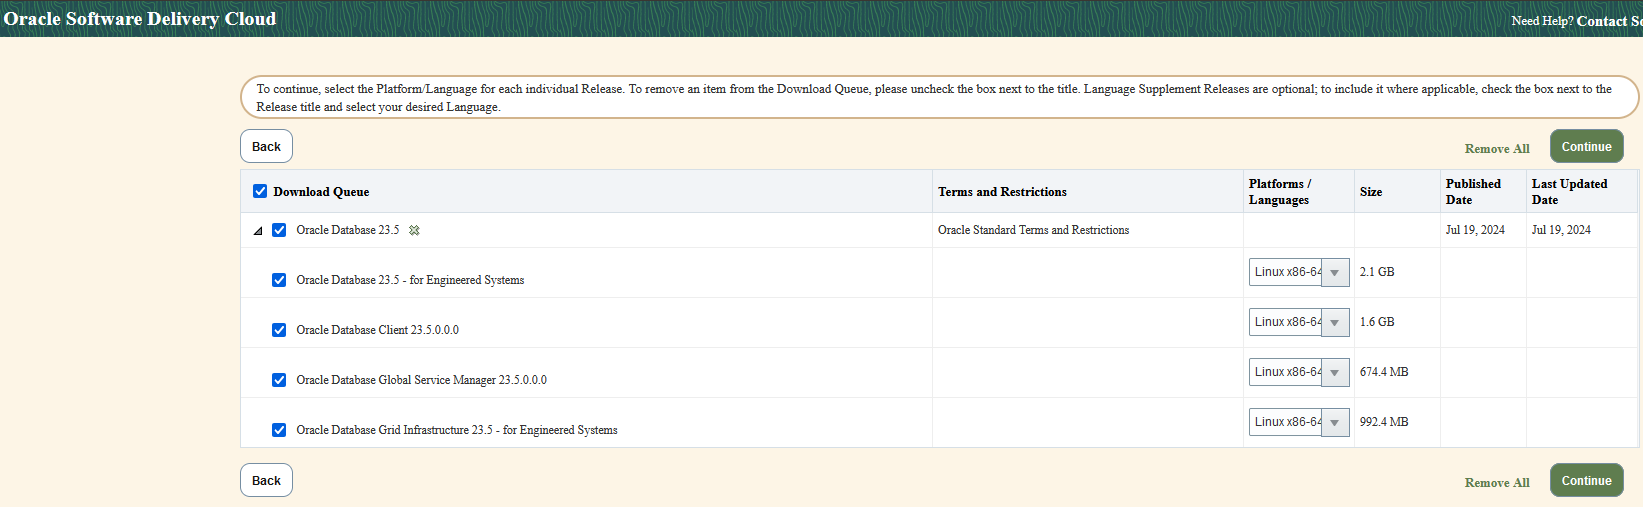 Oracle Software Delivery Cloud
Need Help? Contact
To continue, select the Platform/Language for each individual Release. To remove an item from the Download Queue, please uncheck the box next to the title. Language Supplement Releases are optional; to include it where applicable, check the box next to the
Release title and select your desired Language.
Back
Remove All
Continue
Download Queue
Terms and Restrictions
Platforms /
Languages
Size
Published
Date
Last Updated
Date
Oracle Database 23.5
Oracle Standard Terms and Restrictions
Jul 19, 2024
Jul 19, 2024
Oracle Database 23.5 - for Engineered Systems
Linux x86-64
2.1 GB
Oracle Database Client 23.5.0.0.0
Linux x86-64
1.6 GB
Oracle Database Global Service Manager 23.5.0.0.0
Linux x86-64
674.4 MB
Oracle Database Grid Infrastructure 23.5 - for Engineered Systems
Linux x86-64
992.4 MB
Back
Remove All
Continue